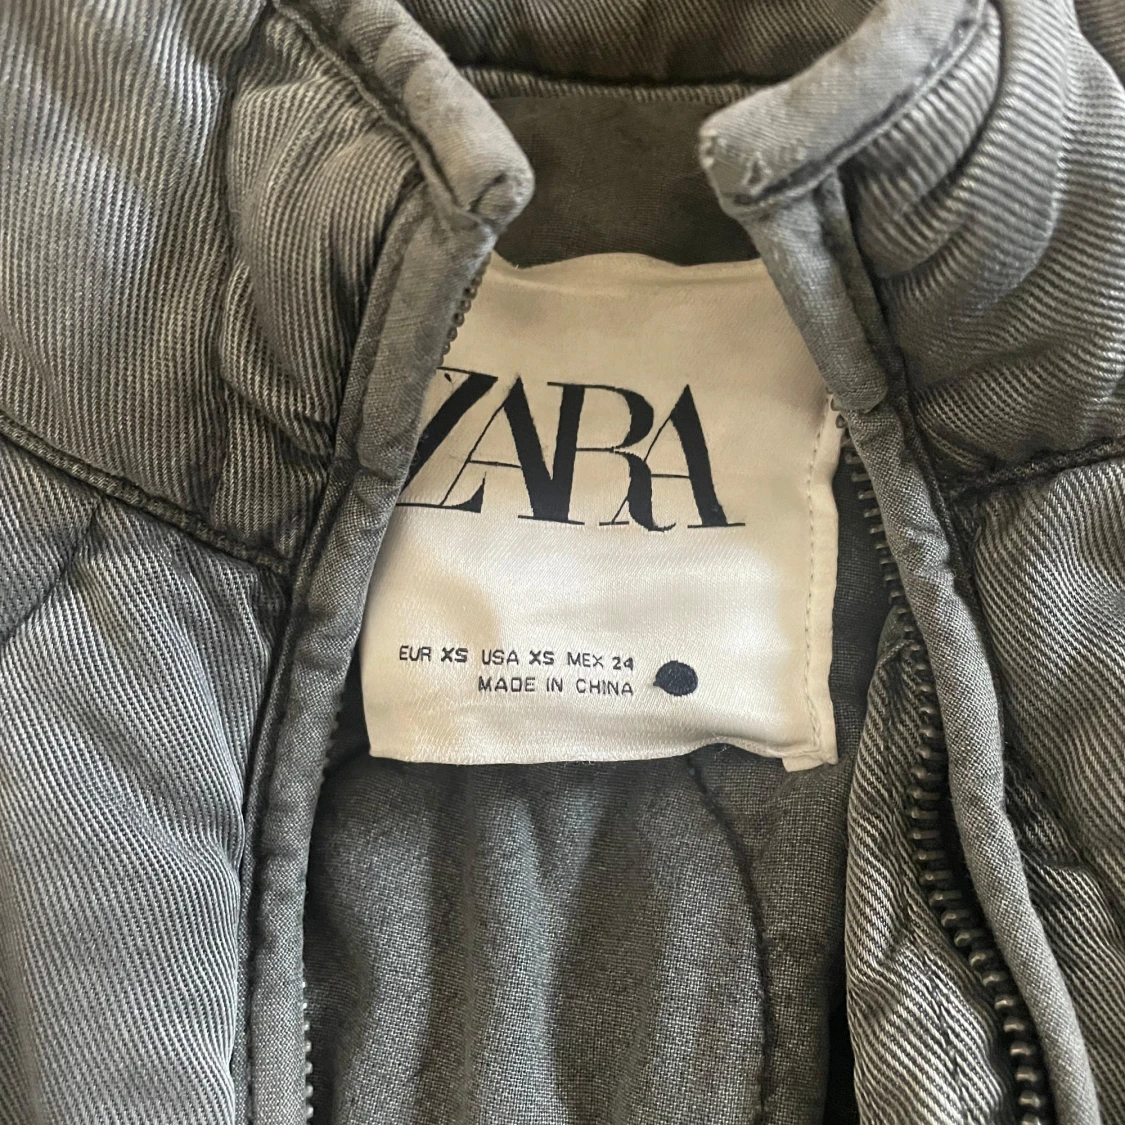 ZARA
EUR XS USA XS MEX 24
MADE IN CHINA